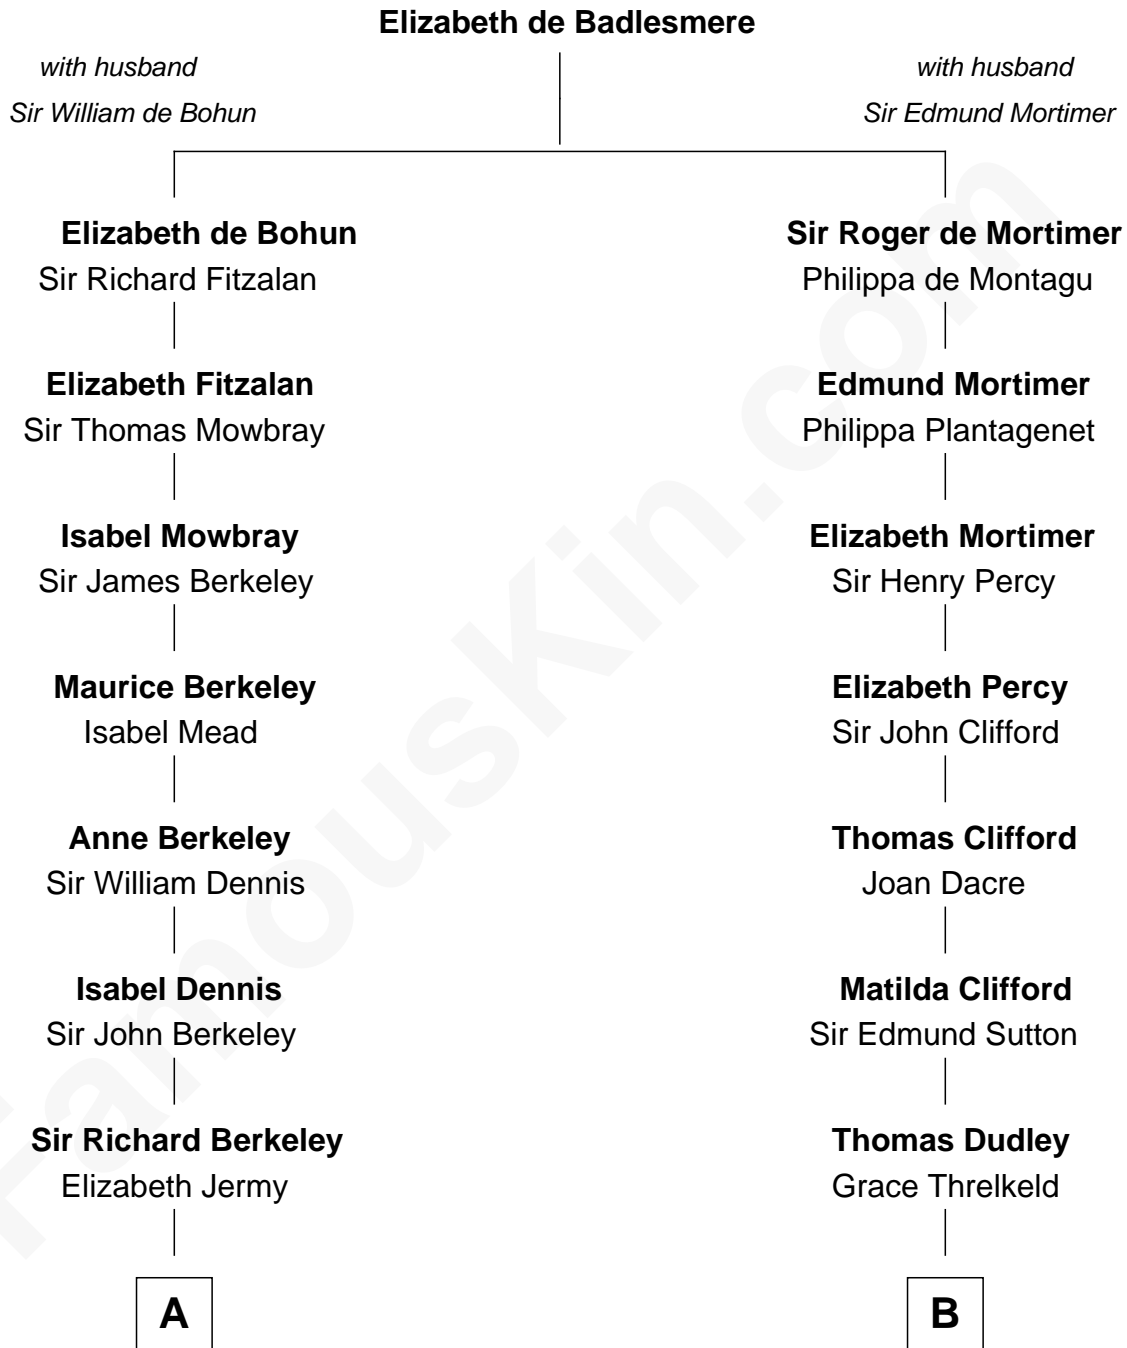 Elizabeth de Badlesmere
with husband
Sir William de Bohun
with husband
Sir Edmund Mortimer
Elizabeth de Bohun
Sir Richard Fitzalan
Sir Roger de Mortimer
Philippa de Montagu
Elizabeth Fitzalan
Sir Thomas Mowbray
Edmund Mortimer
Philippa Plantagenet
Isabel Mowbray
Sir James Berkeley
Elizabeth Mortimer
Sir Henry Percy
Maurice Berkeley
Isabel Mead
Elizabeth Percy
Sir John Clifford
Anne Berkeley
Sir William Dennis
Thomas Clifford
Joan Dacre
Isabel Dennis
Sir John Berkeley
Matilda Clifford
Sir Edmund Sutton
Sir Richard Berkeley
Elizabeth Jermy
Thomas Dudley
Grace Threlkeld
A
B
FamousKin.com